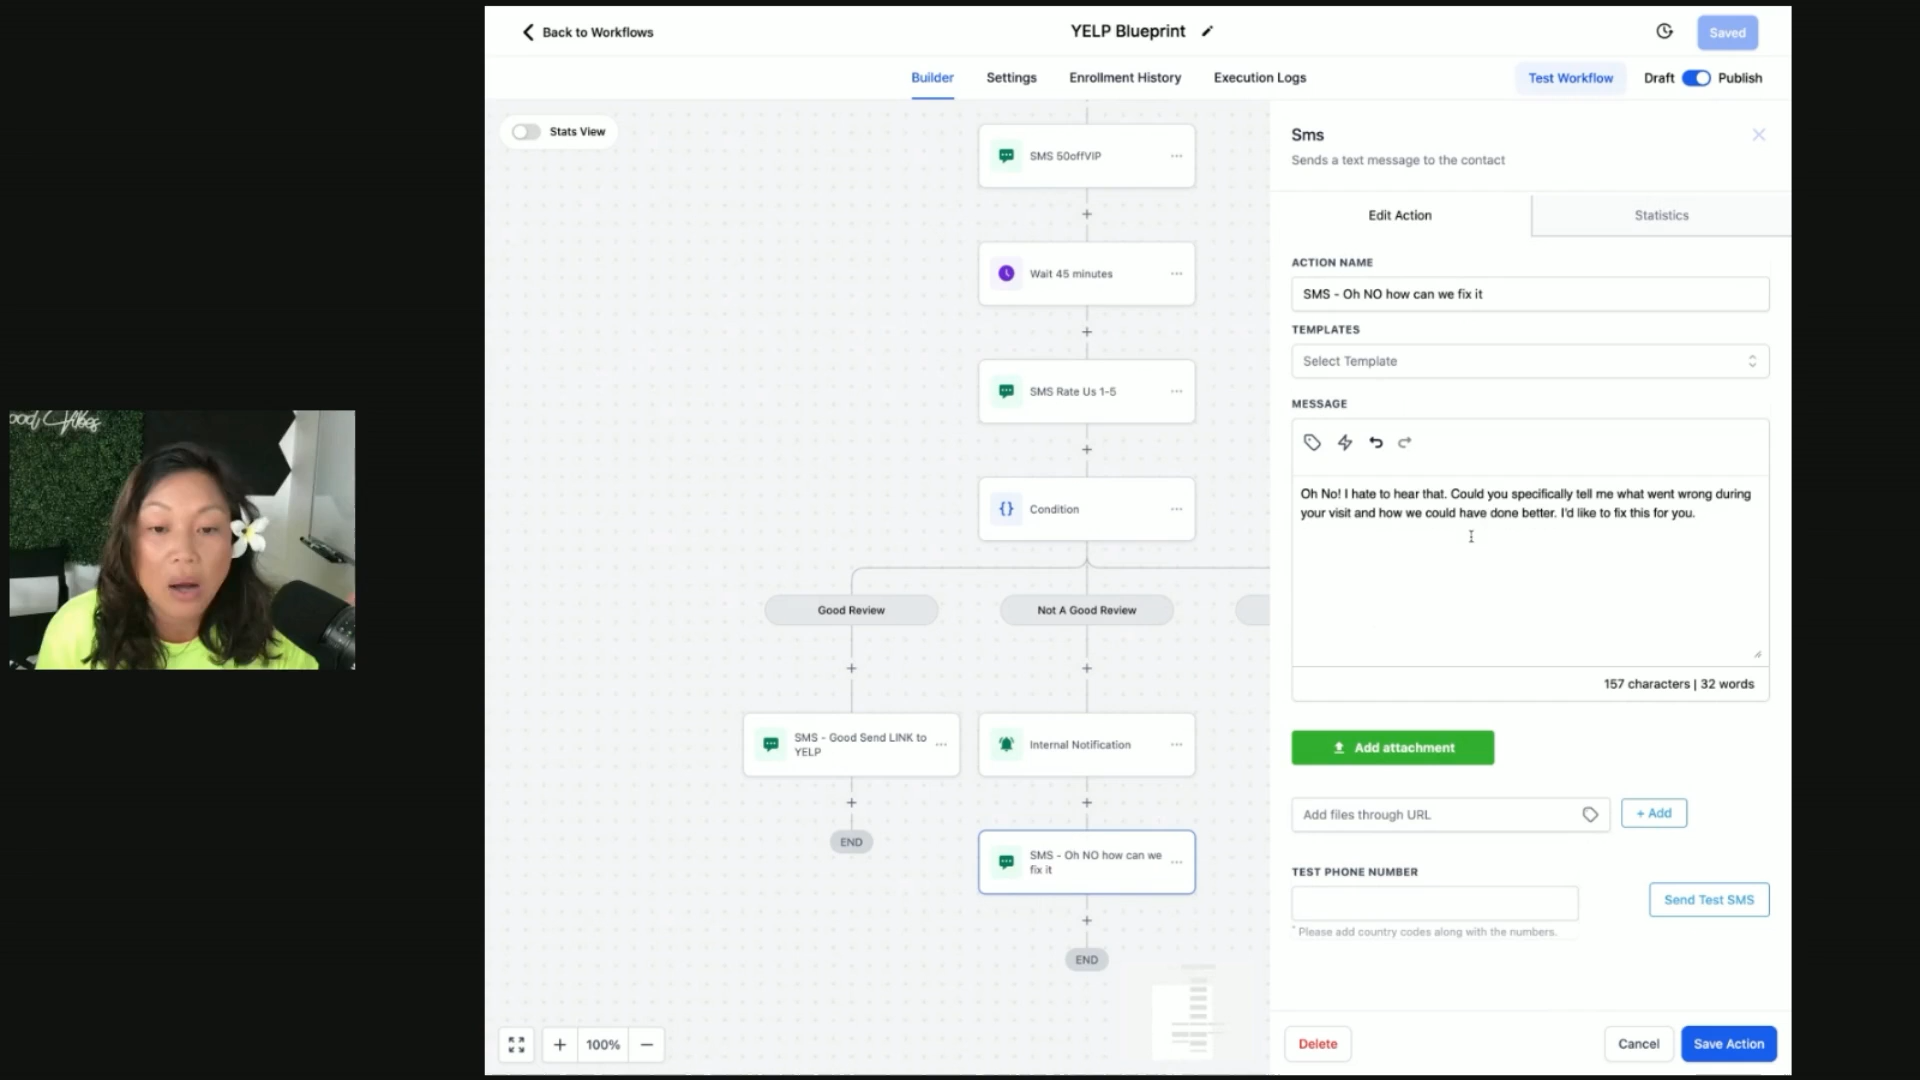 Back to Workflows
YELP Blueprint
Saved
Builder
Settings
Enrollment History
Execution Logs
Test Workflow
Draft
Publish
Stats View
SMS 50offVIP
Wait 45 minutes
SMS Rate Us 1-5
Condition
Good Review
Not A Good Review
SMS - Good Send LINK to
YELP
Internal Notification
END
SMS - Oh NO how can we
fix it
END
100%
Sms
Sends a text message to the contact
Edit Action
Statistics
ACTION NAME
SMS - Oh NO how can we fix it
TEMPLATES
Select Template
MESSAGE
Oh No! I hate to hear that. Could you specifically tell me what went wrong during
your visit and how we could have done better. I'd like to fix this for you.
157 characters | 32 words
Add attachment
Add files through URL
+ Add
TEST PHONE NUMBER
Send Test SMS
* Please add country codes along with the numbers.
Delete
Cancel
Save Action
ood Vibes